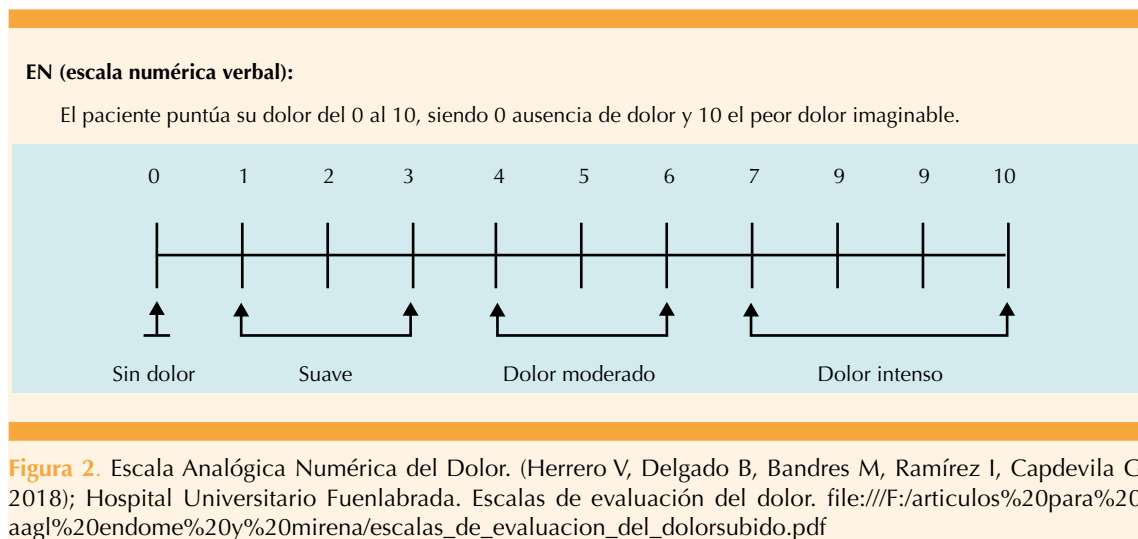 EN (escala numérica verbal):
El paciente puntúa su dolor del 0 al 10, siendo 0 ausencia de dolor y 10 el peor dolor imaginable.
0 1 2 3 4 5 6 7 9 9 10
Sin dolor Suave Dolor moderado Dolor intenso
Figura 2. Escala Analógica Numérica del Dolor. (Herrero V, Delgado B, Bandres M, Ramírez I, Capdevila C
2018); Hospital Universitario Fuenlabrada. Escalas de evaluación del dolor. file:///F:/articulos%20para%20
aagl%20endome%20y%20mirena/escalas_de_evaluacion_del_dolorsubido.pdf